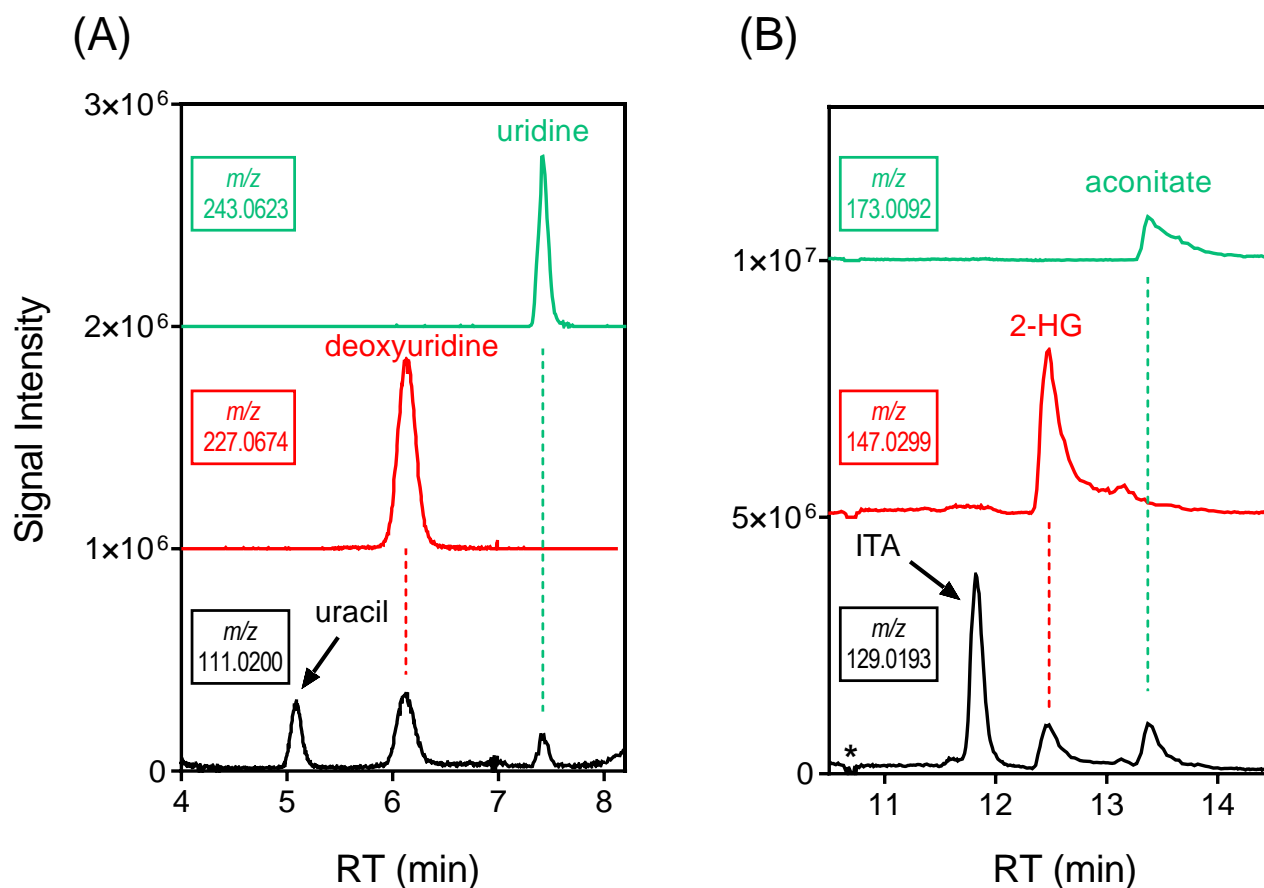 (A)
(B)
Signal Intensity
3×10⁶
uridine
m/z
243.0623
2×10⁶
deoxyuridine
m/z
227.0674
1×10⁶
uracil
m/z
111.0200
0
4
5
6
7
8
RT (min)
m/z
173.0092
aconitate
1×10⁷
2-HG
m/z
147.0299
5×10⁶
ITA
m/z
129.0193
*
0
11
12
13
14
RT (min)